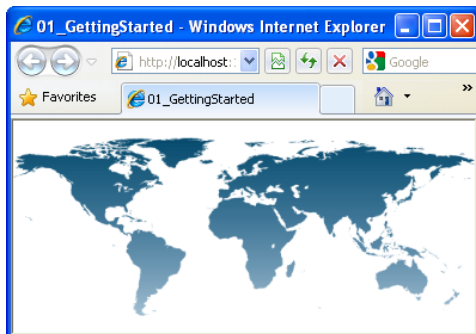 01_GettingStarted - Windows Internet Explorer
http://localhost:
Google
Favorites
01_GettingStarted
»